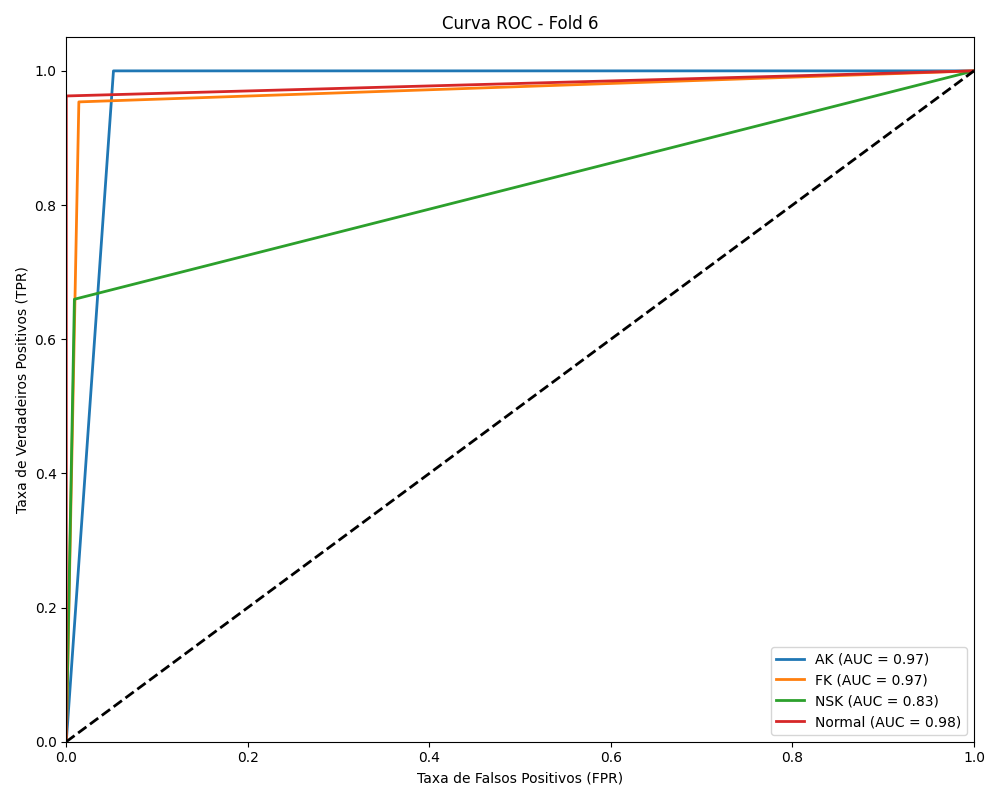 Curva ROC - Fold 6
Taxa de Verdadeiros Positivos (TPR)
1.0
0.8
0.6
0.4
0.2
0.0
0.0 0.2 0.4 0.6 0.8 1.0
Taxa de Falsos Positivos (FPR)
AK (AUC = 0.97)
FK (AUC = 0.97)
NSK (AUC = 0.83)
Normal (AUC = 0.98)